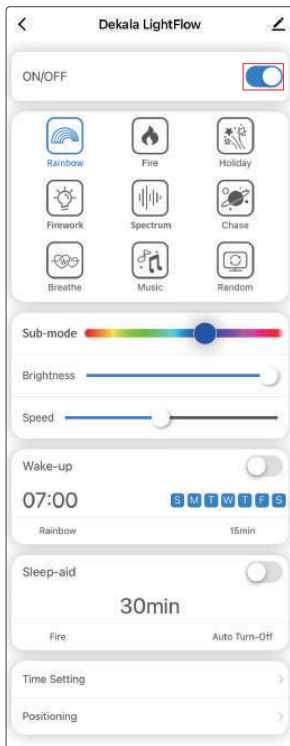 Dekala LightFlow
ON/OFF
Rainbow Fire Holiday
Firework Spectrum Chase
Breathe Music Random
Sub-mode
Brightness
Speed
Wake-up
07:00 S M T W T F S
Rainbow 15min
Sleep-aid
30min
Fire Auto Turn-Off
Time Setting
Positioning